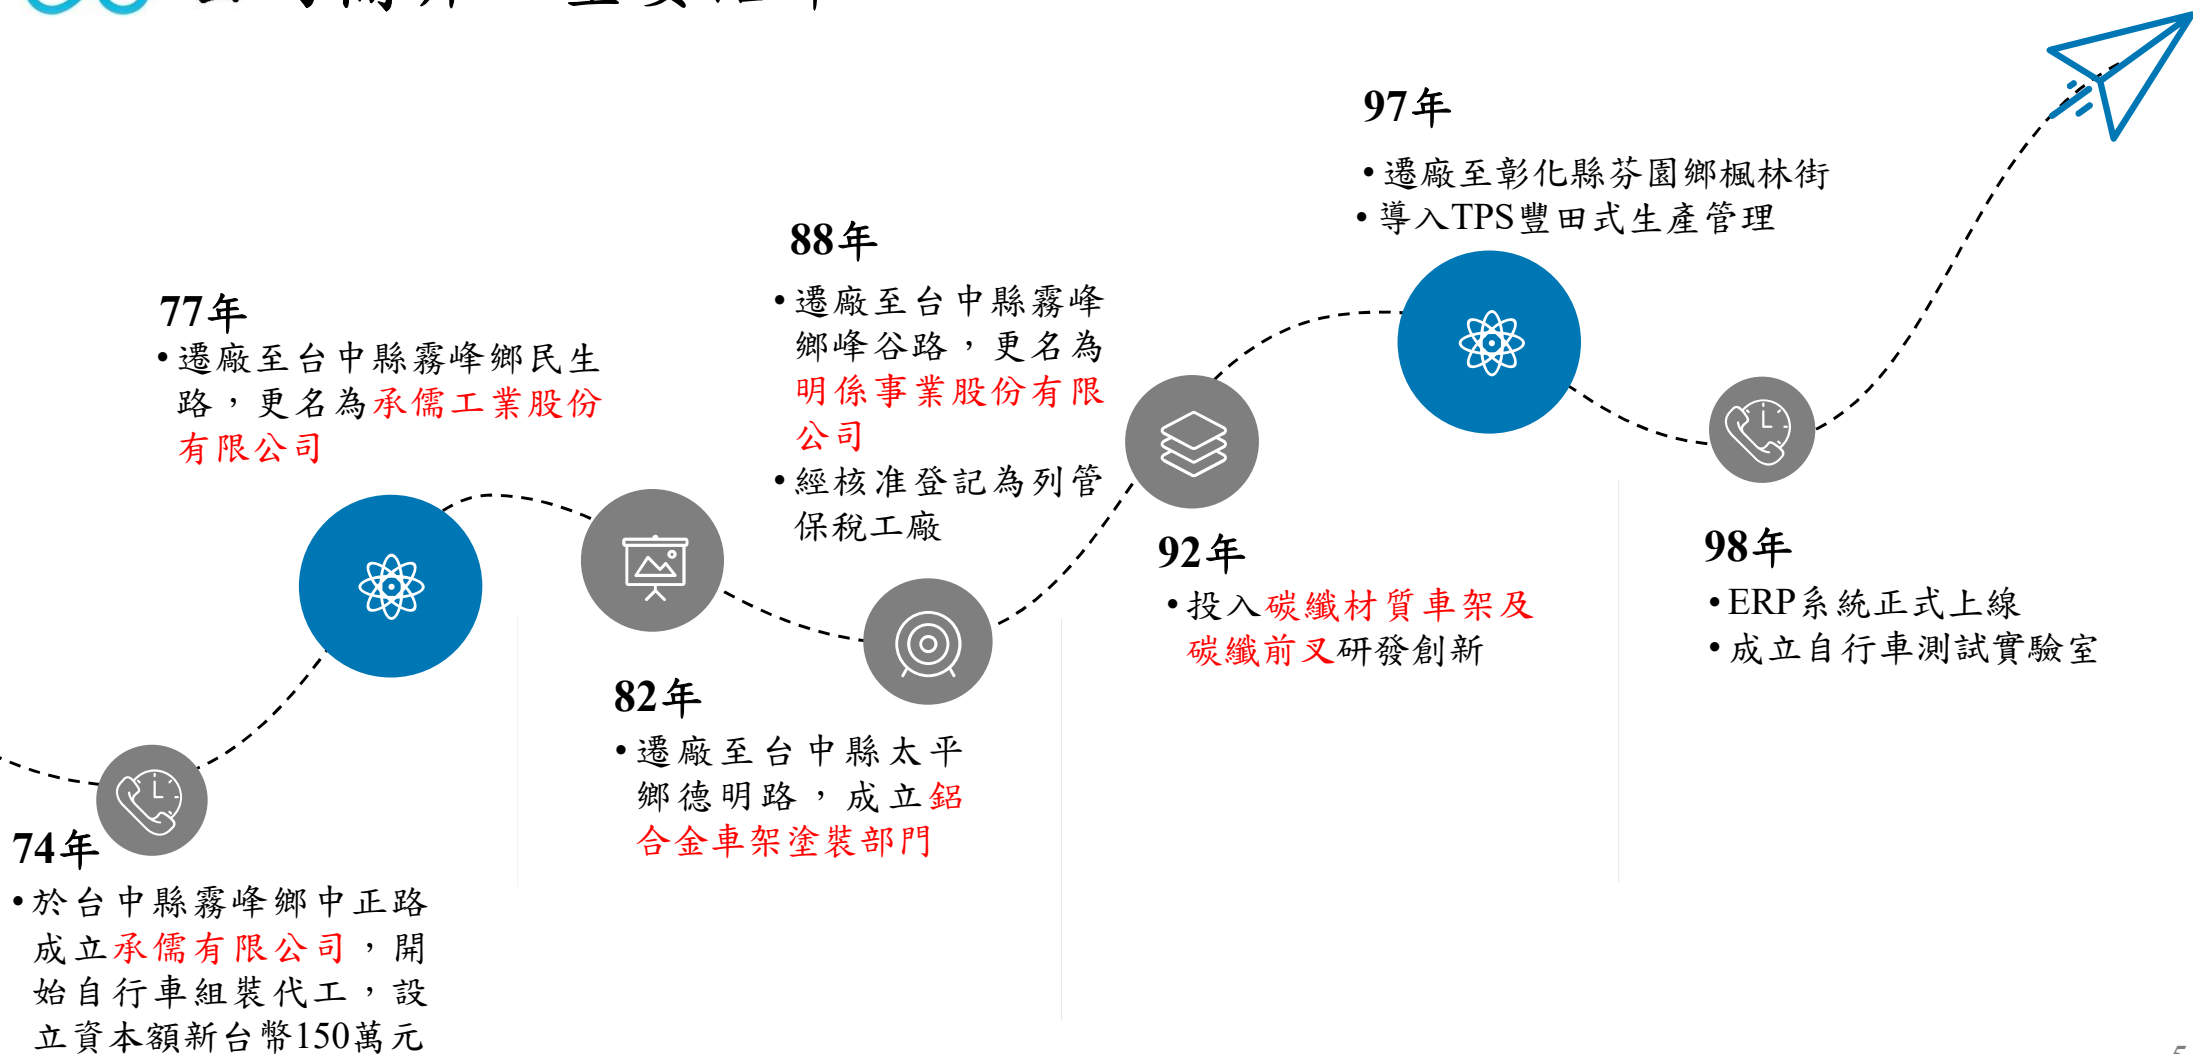 74年
•於台中縣霧峰鄉中正路
成立承儒有限公司，開
始自行車組裝代工，設
立資本額新台幣150萬元
77年
•遷廠至台中縣霧峰鄉民生
路，更名為承儒工業股份
有限公司
82年
•遷廠至台中縣太平
鄉德明路，成立鋁
合金車架塗裝部門
88年
•遷廠至台中縣霧峰
鄉峰谷路，更名為
明係事業股份有限
公司
•經核准登記為列管
保稅工廠
92年
•投入碳纖材質車架及
碳纖前叉研發創新
97年
•遷廠至彰化縣芬園鄉楓林街
•導入TPS豐田式生產管理
98年
•ERP系統正式上線
•成立自行車測試實驗室